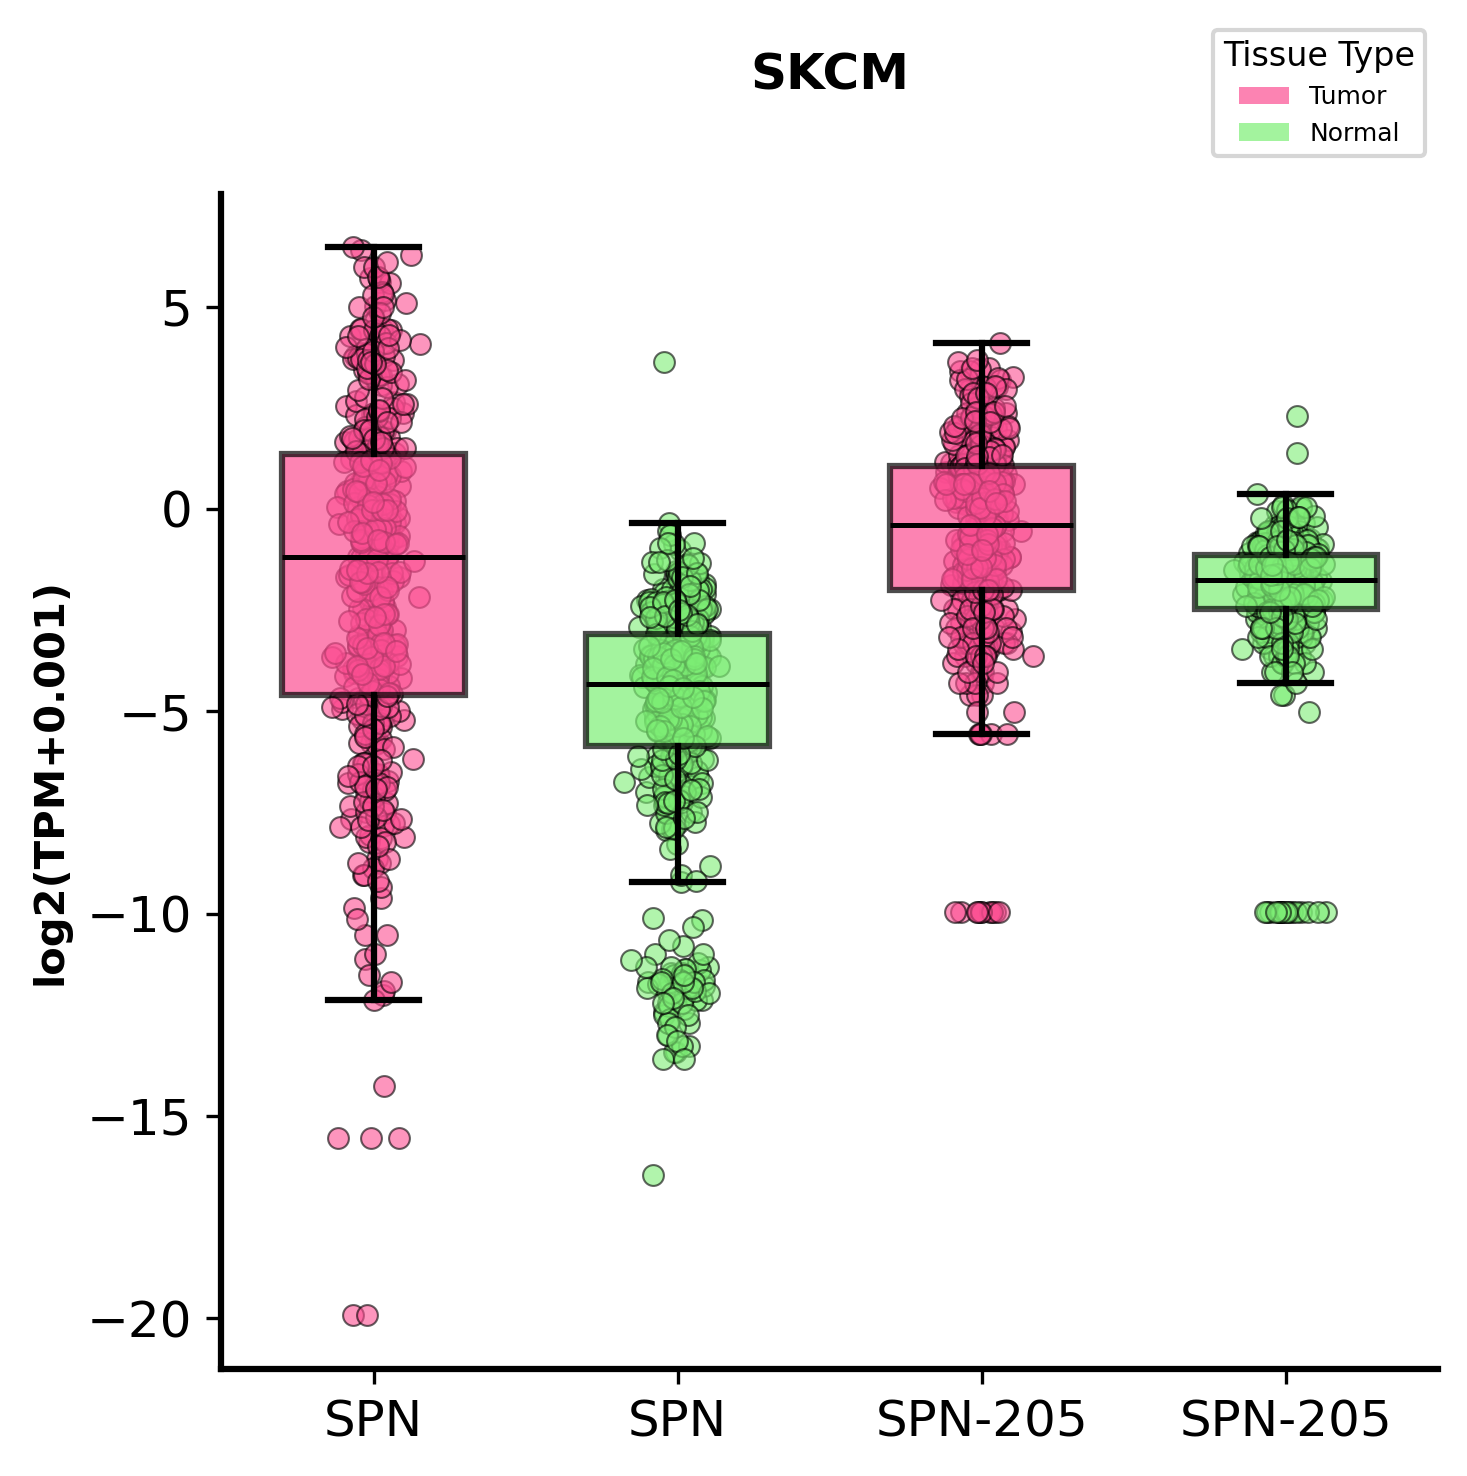 SKCM
Tissue Type
Tumor
Normal
log2(TPM+0.001)
5
0
−5
−10
−15
−20
SPN
SPN
SPN-205
SPN-205